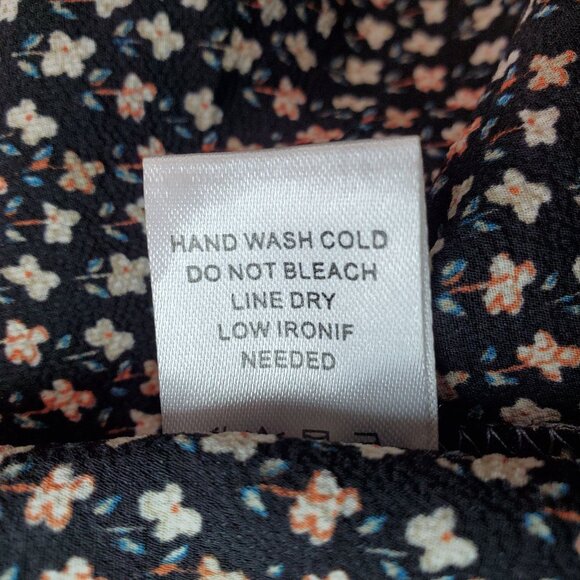 HAND WASH COLD
DO NOT BLEACH
LINE DRY
LOW IRONIF
NEEDED